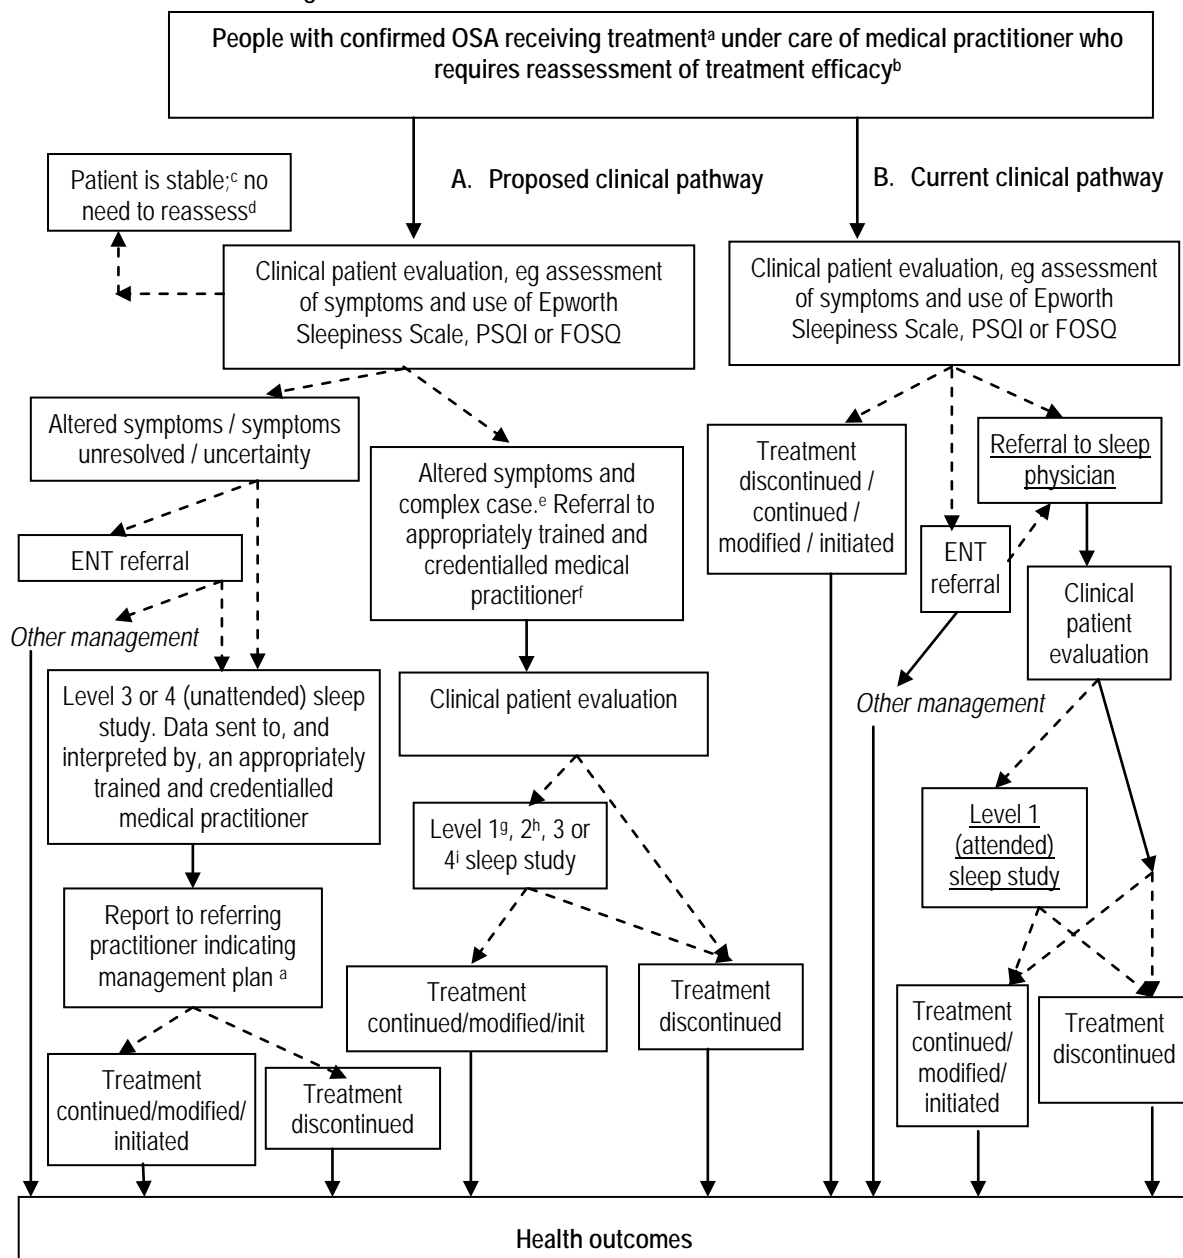 People with confirmed OSA receiving treatmentᵃ under care of medical practitioner who
requires reassessment of treatment efficacyᵇ
A. Proposed clinical pathway
B. Current clinical pathway
Patient is stable;ᶜ no
need to reassessᵈ
Clinical patient evaluation, eg assessment
of symptoms and use of Epworth
Sleepiness Scale, PSQI or FOSQ
Clinical patient evaluation, eg assessment
of symptoms and use of Epworth
Sleepiness Scale, PSQI or FOSQ
Altered symptoms / symptoms
unresolved / uncertainty
Altered symptoms and
complex case.ᵉ Referral to
appropriately trained and
credentialled medical
practitionerᶠ
Treatment
discontinued /
continued /
modified / initiated
Referral to sleep
physician
ENT referral
ENT
referral
Other management
Clinical
patient
evaluation
Level 3 or 4 (unattended) sleep
study. Data sent to, and
interpreted by, an appropriately
trained and credentialled
medical practitioner
Clinical patient evaluation
Other management
Level 1ᵍ, 2ʰ, 3 or
4ⁱ sleep study
Level 1
(attended)
sleep study
Report to referring
practitioner indicating
management plan ᵃ
Treatment
continued/modified/init
Treatment
discontinued
Treatment
continued/
modified/
initiated
Treatment
discontinued
Treatment
continued/modified/
initiated
Treatment
discontinued
Health outcomes